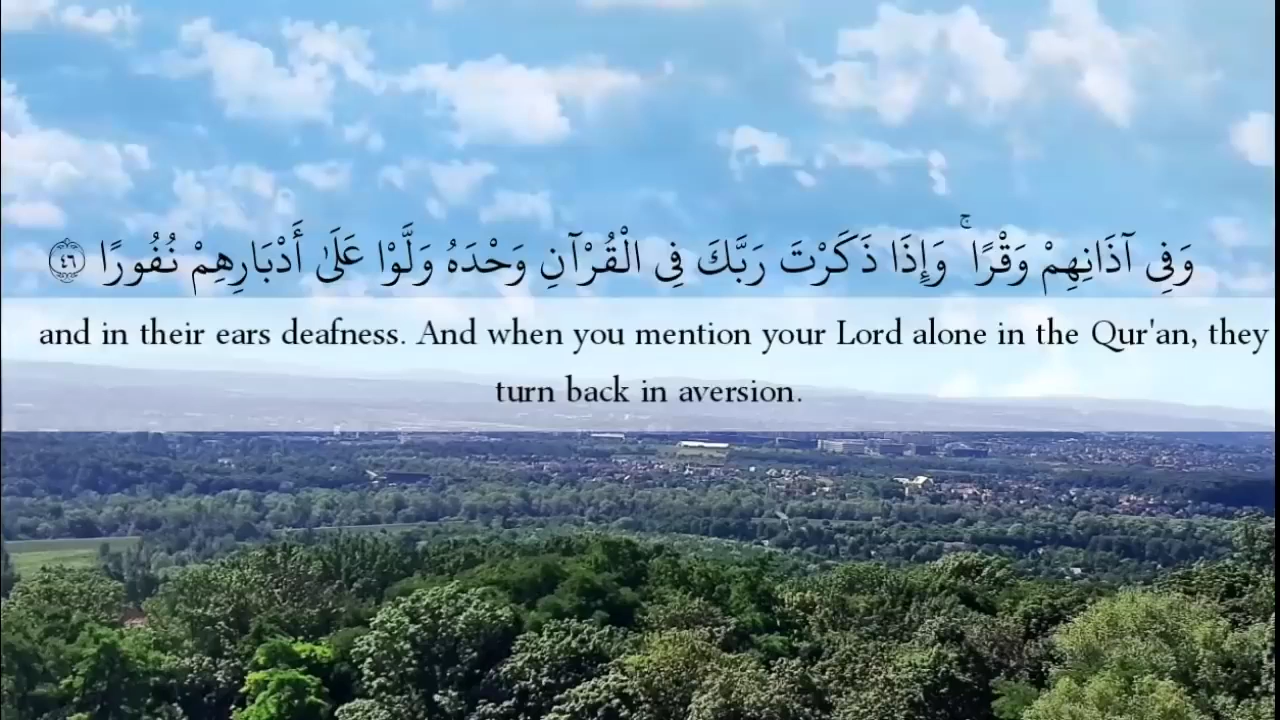 وَفِي آذَانِهِمْ وَقْرًا ۚ وَإِذَا ذَكَرْتَ رَبَّكَ فِي الْقُرْآنِ وَحْدَهُ وَلَّوْا عَلَىٰ أَدْبَارِهِمْ نُفُورًا ٤٦
and in their ears deafness. And when you mention your Lord alone in the Qur'an, they
turn back in aversion.